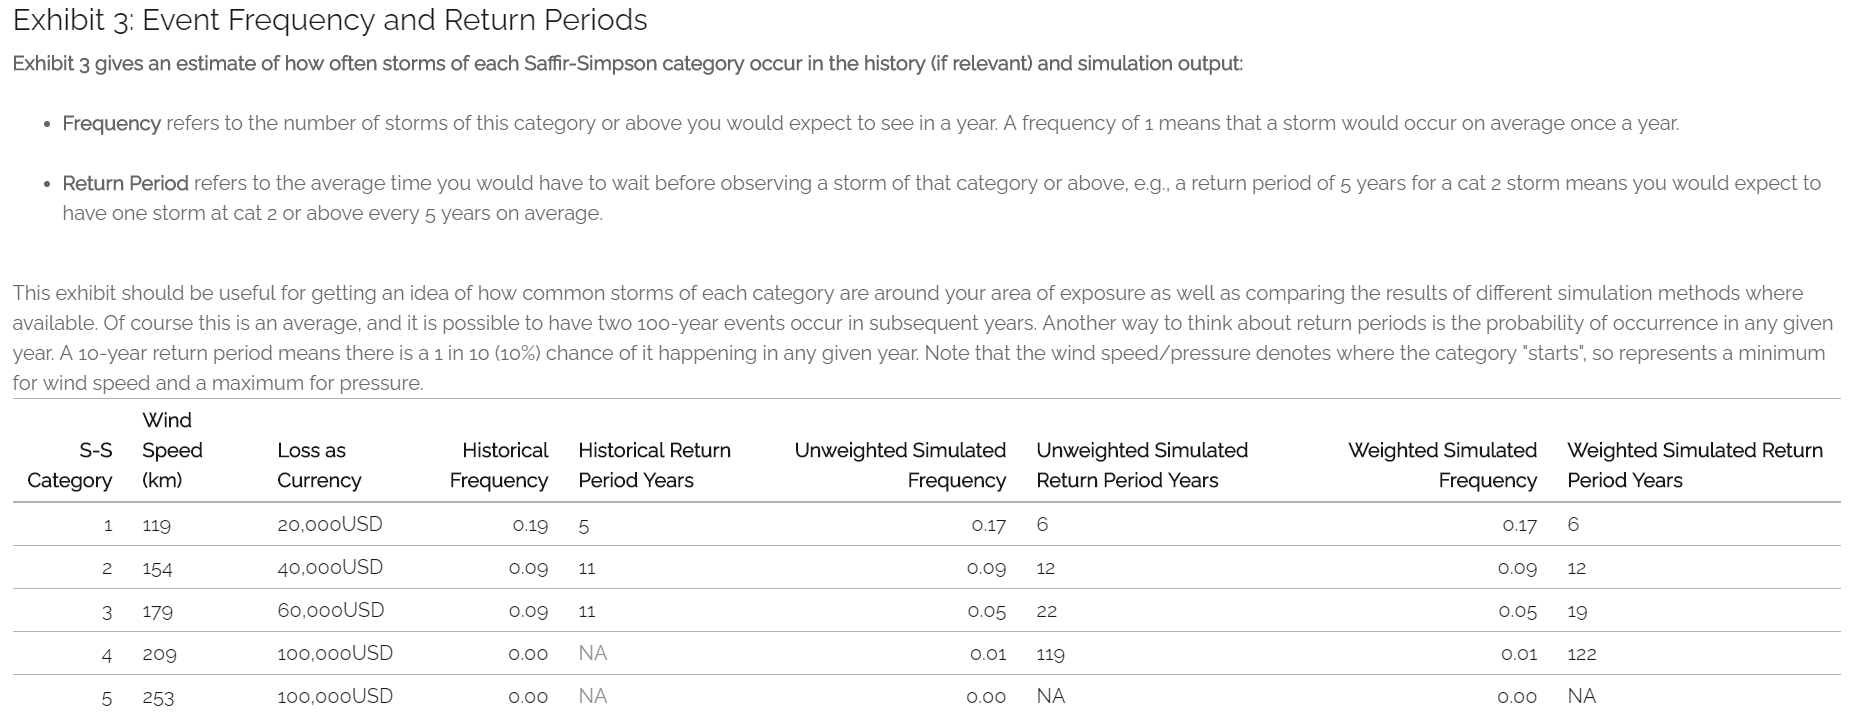 Exhibit 3: Event Frequency and Return Periods
Exhibit 3 gives an estimate of how often storms of each Saffir-Simpson category occur in the history (if relevant) and simulation output:
• Frequency refers to the number of storms of this category or above you would expect to see in a year. A frequency of 1 means that a storm would occur on average once a year.
• Return Period refers to the average time you would have to wait before observing a storm of that category or above, e.g., a return period of 5 years for a cat 2 storm means you would expect to
have one storm at cat 2 or above every 5 years on average.
This exhibit should be useful for getting an idea of how common storms of each category are around your area of exposure as well as comparing the results of different simulation methods where
available. Of course this is an average, and it is possible to have two 100-year events occur in subsequent years. Another way to think about return periods is the probability of occurrence in any given
year. A 10-year return period means there is a 1 in 10 (10%) chance of it happening in any given year. Note that the wind speed/pressure denotes where the category "starts", so represents a minimum
for wind speed and a maximum for pressure.
Wind
S-S Speed Loss as Historical Historical Return Unweighted Simulated Unweighted Simulated Weighted Simulated Weighted Simulated Return
Category (km) Currency Frequency Period Years Frequency Return Period Years Frequency Period Years
1 119 20,000USD 0.19 5 0.17 6 0.17 6
2 154 40,000USD 0.09 11 0.09 12 0.09 12
3 179 60,000USD 0.09 11 0.05 22 0.05 19
4 209 100,000USD 0.00 NA 0.01 119 0.01 122
5 253 100,000USD 0.00 NA 0.00 NA 0.00 NA